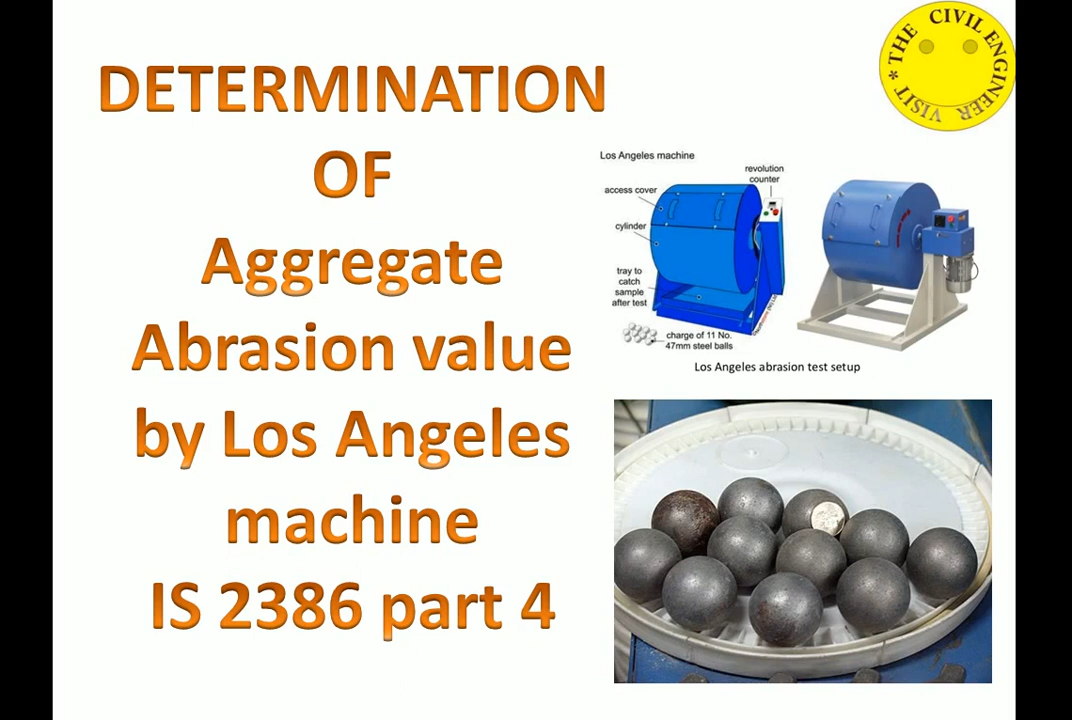 DETERMINATION
OF
Aggregate
Abrasion value
by Los Angeles
machine
IS 2386 part 4
* THE CIVIL ENGINEER
VISIT
Los Angeles machine
revolution
counter
access cover
cylinder
tray to
catch
sample
after test
charge of 11 No.
47mm steel balls
Los Angeles abrasion test setup